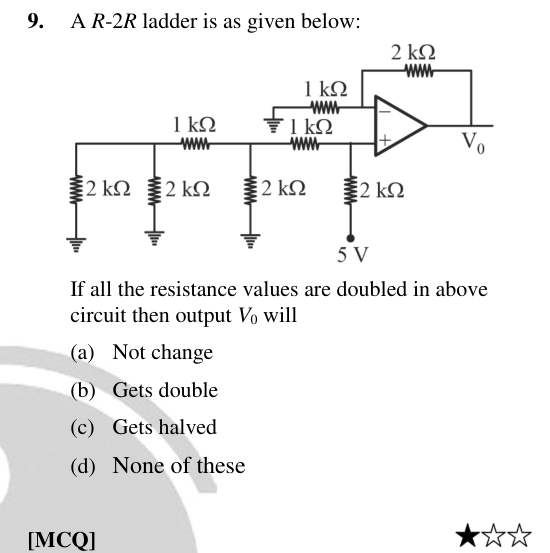 9. A R-2R ladder is as given below:
2 kΩ
1 kΩ
1 kΩ
1 kΩ
−
+
V₀
2 kΩ
2 kΩ
2 kΩ
2 kΩ
5 V
If all the resistance values are doubled in above
circuit then output V₀ will
(a) Not change
(b) Gets double
(c) Gets halved
(d) None of these
[MCQ] ★☆☆